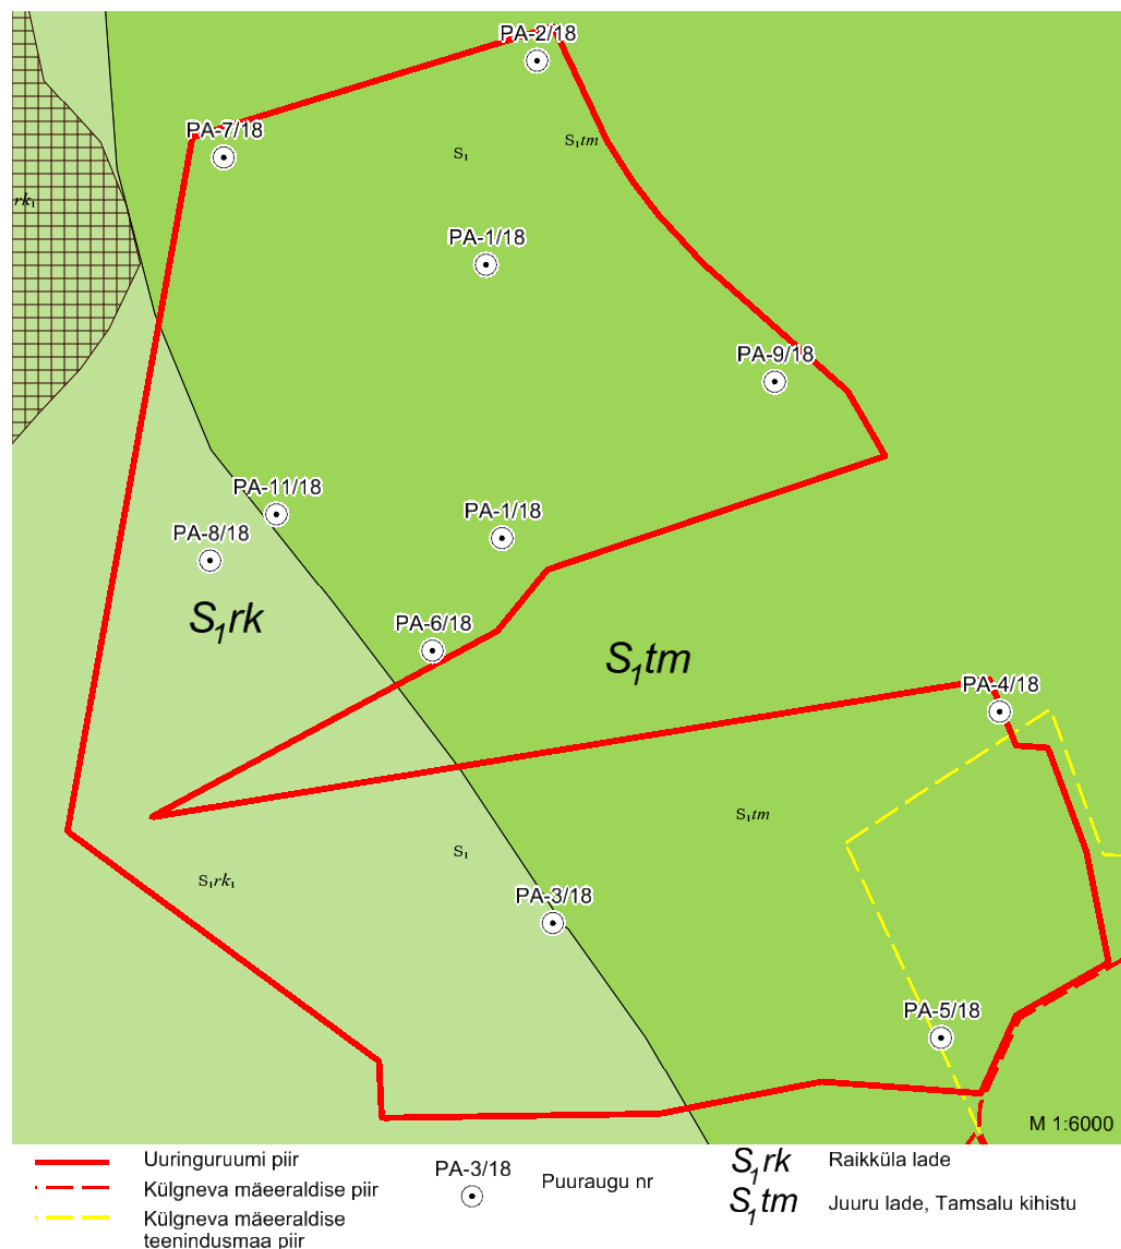 PA-2/18
PA-7/18
S₁
S₁tm
rk₁
PA-1/18
PA-9/18
PA-11/18
PA-1/18
PA-8/18
S₁rk
PA-6/18
S₁tm
PA-4/18
S₁tm
S₁
S₁rk₁
PA-3/18
PA-5/18
M 1:6000
Uuringuruumi piir
Külgneva mäeeraldise piir
Külgneva mäeeraldise
teenindusmaa piir
PA-3/18
Puuraugu nr
S₁rk Raikküla lade
S₁tm Juuru lade, Tamsalu kihistu